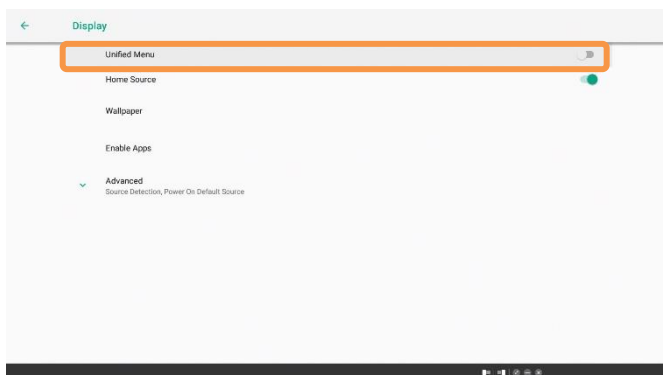 Display
Unified Menu
Home Source
Wallpaper
Enable Apps
Advanced
Source Detection, Power On Default Source